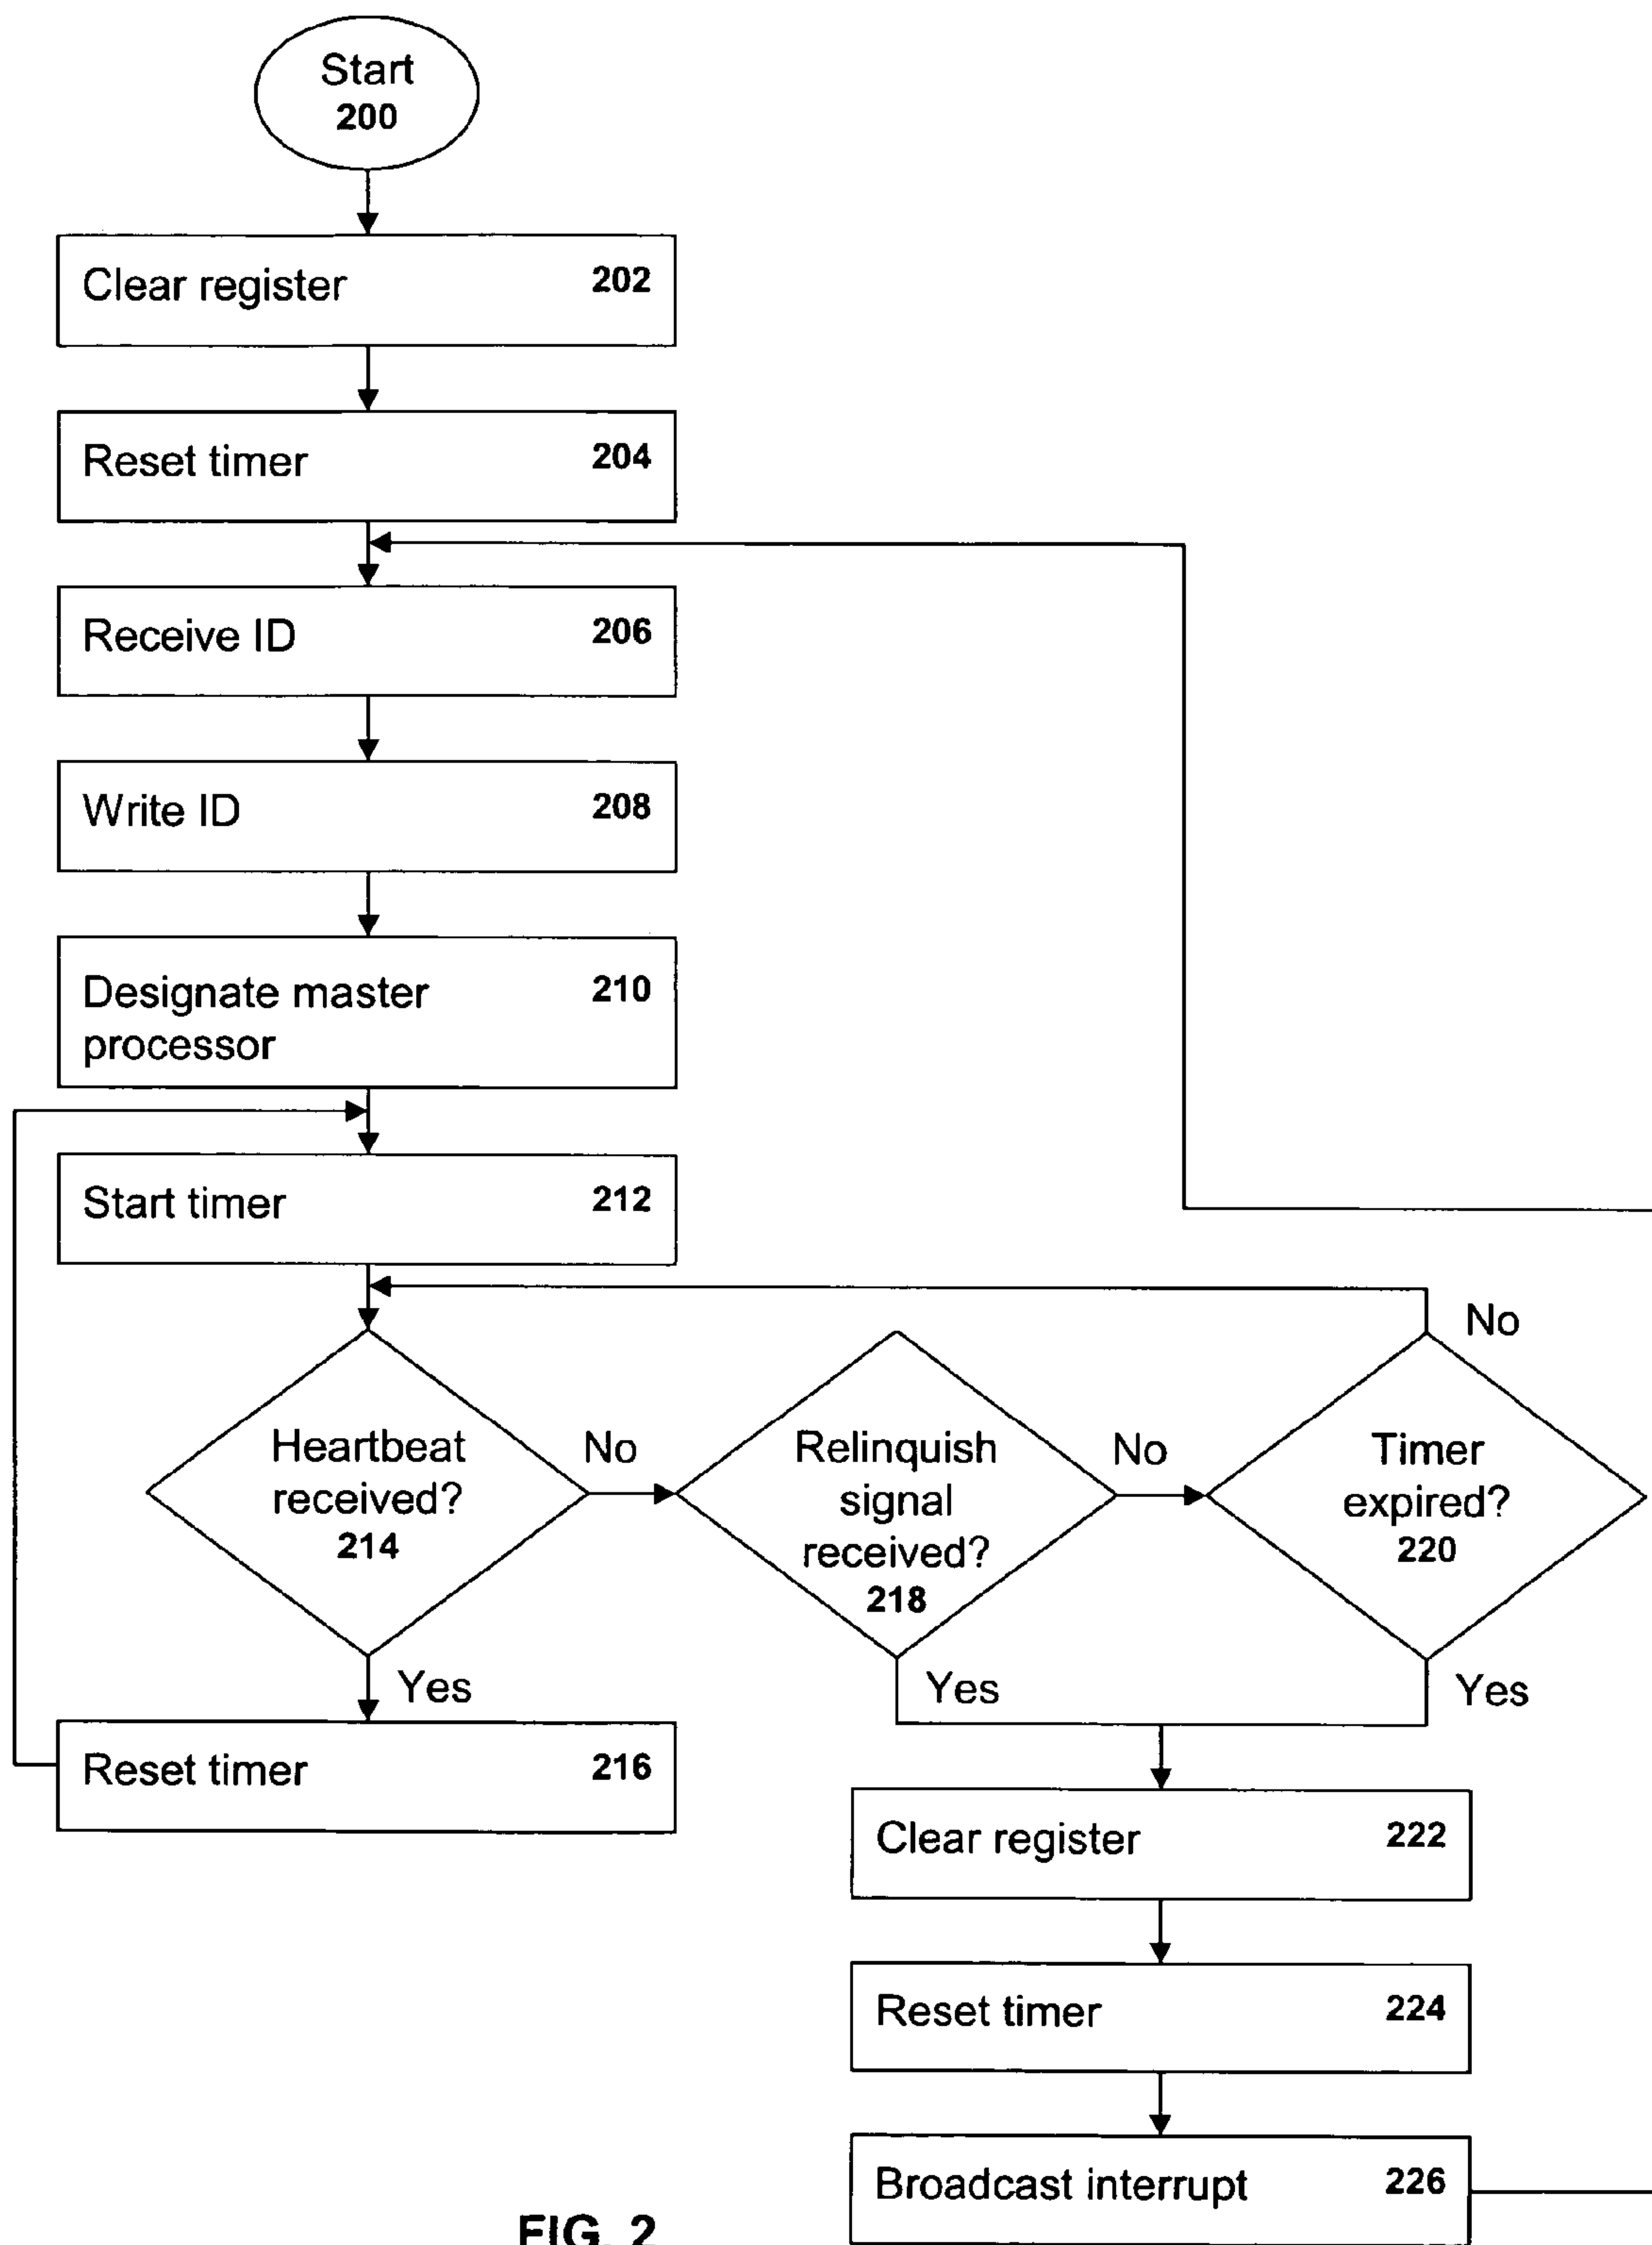 Start
200
Clear register 202
Reset timer 204
Receive ID 206
Write ID 208
Designate master 210
processor
Start timer 212
Heartbeat
received?
214
No
Yes
Reset timer 216
Relinquish
signal
received?
218
No
Yes
Timer
expired?
220
No
Yes
Clear register 222
Reset timer 224
Broadcast interrupt 226
FIG. 2